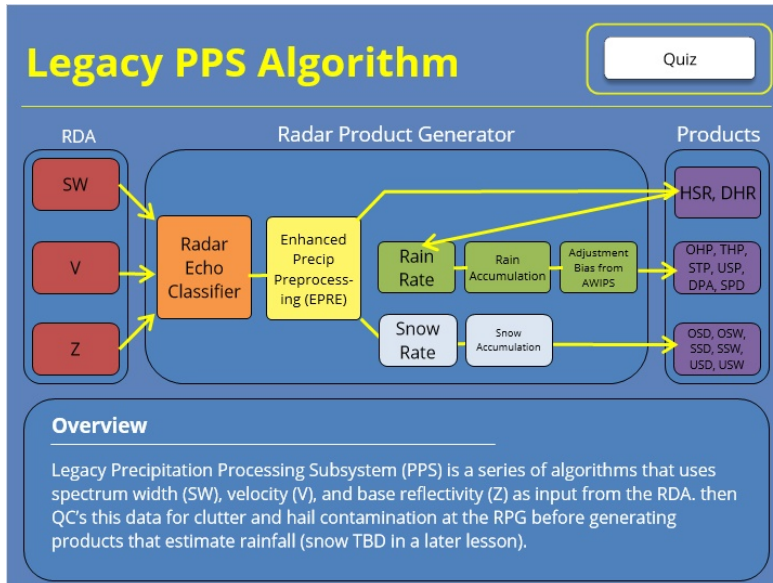 Legacy PPS Algorithm
Quiz
RDA
Radar Product Generator
Products
SW
V
Z
Radar
Echo
Classifier
Enhanced
Precip
Preprocess-
ing (EPRE)
Rain
Rate
Rain
Accumulation
Adjustment
Bias from
AWIPS
Snow
Rate
Snow
Accumulation
HSR, DHR
OHP, THP,
STP, USP,
DPA, SPD
OSD, OSW,
SSD, SSW,
USD, USW
Overview
Legacy Precipitation Processing Subsystem (PPS) is a series of algorithms that uses
spectrum width (SW), velocity (V), and base reflectivity (Z) as input from the RDA. then
QC's this data for clutter and hail contamination at the RPG before generating
products that estimate rainfall (snow TBD in a later lesson).